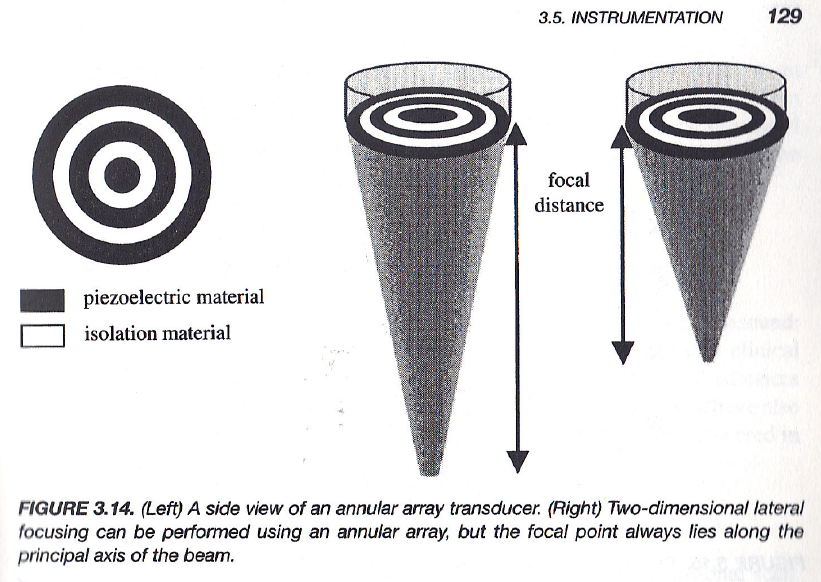 3.5. INSTRUMENTATION 129
focal
distance
piezoelectric material
isolation material
FIGURE 3.14. (Left) A side view of an annular array transducer. (Right) Two-dimensional lateral
focusing can be performed using an annular array, but the focal point always lies along the
principal axis of the beam.